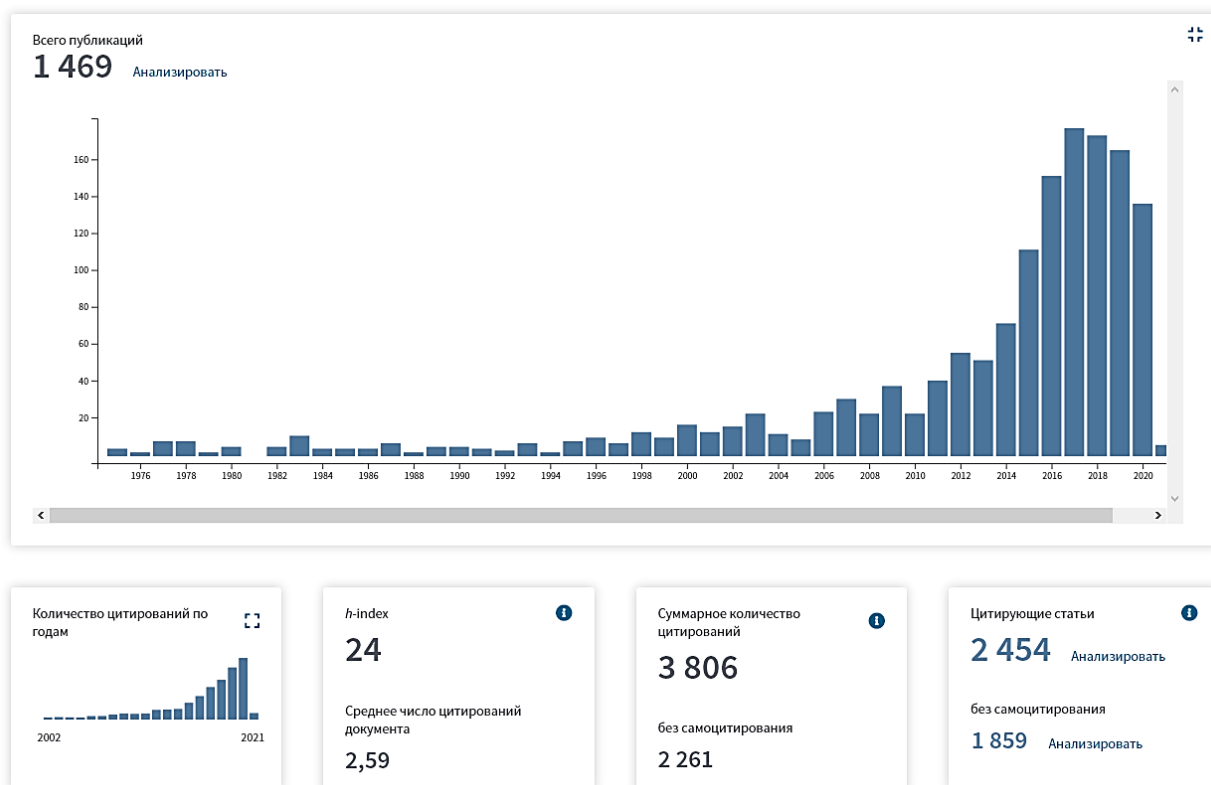 Всего публикаций
1 469 Анализировать
160
140
120
100
80
60
40
20
1976 1978 1980 1982 1984 1986 1988 1990 1992 1994 1996 1998 2000 2002 2004 2006 2008 2010 2012 2014 2016 2018 2020
Количество цитирований по
годам
2002 2021
h-index
24
Среднее число цитирований
документа
2,59
Суммарное количество
цитирований
3 806
без самоцитирования
2 261
Цитирующие статьи
2 454 Анализировать
без самоцитирования
1 859 Анализировать